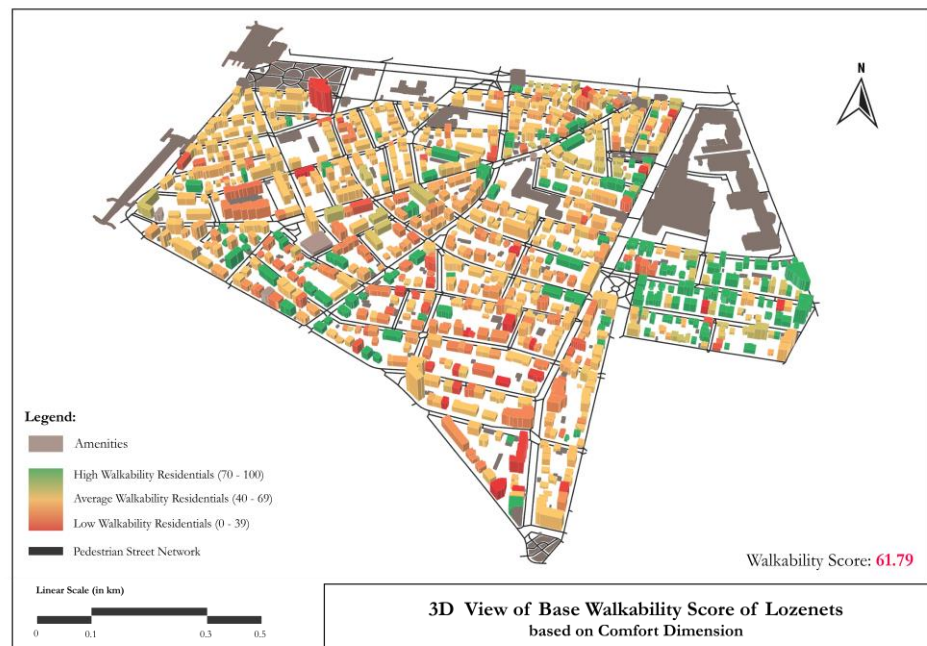 N
Legend:
Amenities
High Walkability Residentials (70 - 100)
Average Walkability Residentials (40 - 69)
Low Walkability Residentials (0 - 39)
Pedestrian Street Network
Walkability Score: 61.79
Linear Scale (in km)
0 0.1 0.3 0.5
3D View of Base Walkability Score of Lozenets
based on Comfort Dimension